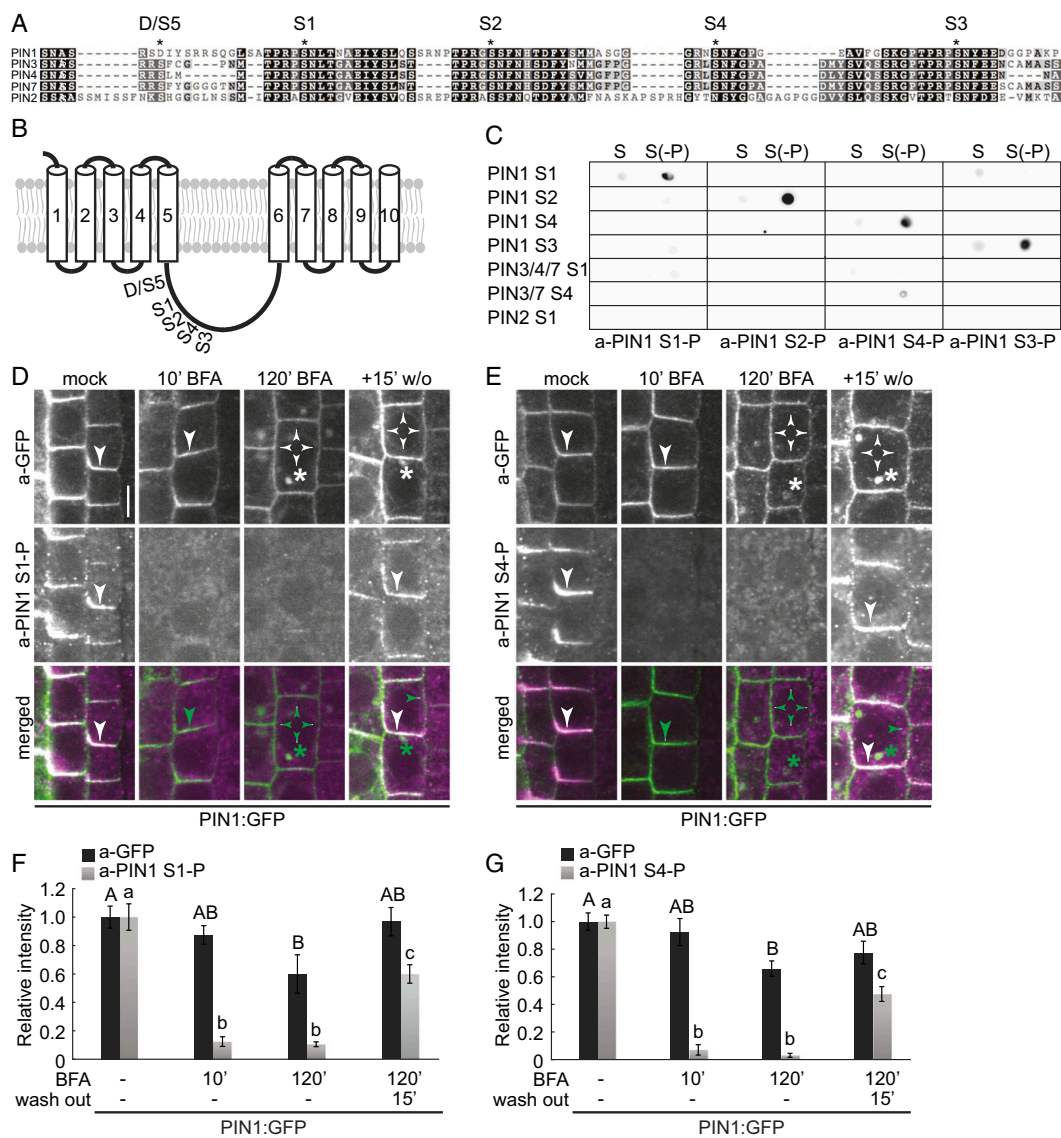 A
D/S5 S1 S2 S4 S3
* * * * *
PIN1
PIN3
PIN4
PIN7
PIN2
B
1 2 3 4 5 6 7 8 9 10
D/S5
S1
S2
S4
S3
C
S S(-P) S S(-P) S S(-P) S S(-P)
PIN1 S1
PIN1 S2
PIN1 S4
PIN1 S3
PIN3/4/7 S1
PIN3/7 S4
PIN2 S1
a-PIN1 S1-P a-PIN1 S2-P a-PIN1 S4-P a-PIN1 S3-P
D
mock 10' BFA 120' BFA +15' w/o
a-GFP
a-PIN1 S1-P
merged
PIN1:GFP
E
mock 10' BFA 120' BFA +15' w/o
a-GFP
a-PIN1 S4-P
merged
PIN1:GFP
F
a-GFP
a-PIN1 S1-P
Relative intensity
1.2
1.0
0.8
0.6
0.4
0.2
0
A a AB b B b AB c
BFA - 10' 120' 120'
wash out - - - 15'
PIN1:GFP
G
a-GFP
a-PIN1 S4-P
Relative intensity
1.2
1.0
0.8
0.6
0.4
0.2
0
A a AB b B b AB c
BFA - 10' 120' 120'
wash out - - - 15'
PIN1:GFP